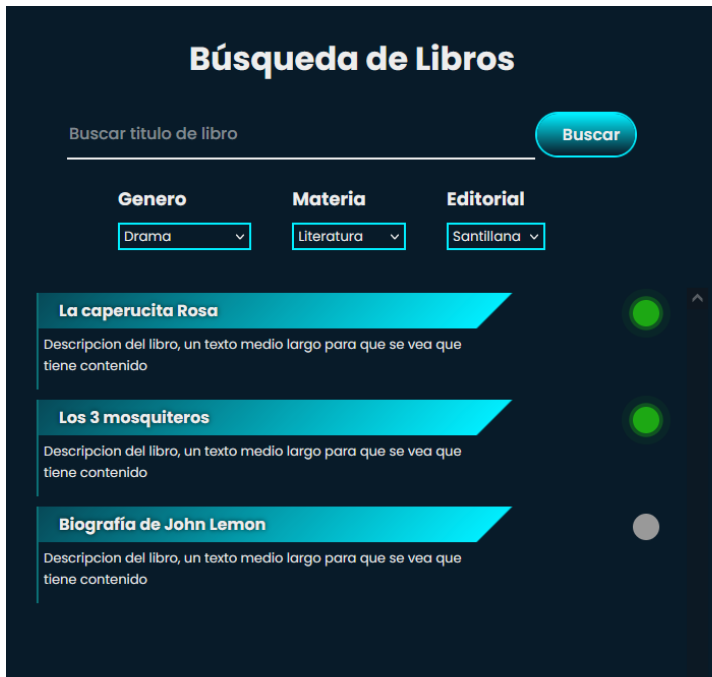 Búsqueda de Libros
Buscar titulo de libro
Buscar
Genero Materia Editorial
Drama Literatura Santillana
La caperucita Rosa
Descripcion del libro, un texto medio largo para que se vea que
tiene contenido
Los 3 mosquiteros
Descripcion del libro, un texto medio largo para que se vea que
tiene contenido
Biografía de John Lemon
Descripcion del libro, un texto medio largo para que se vea que
tiene contenido